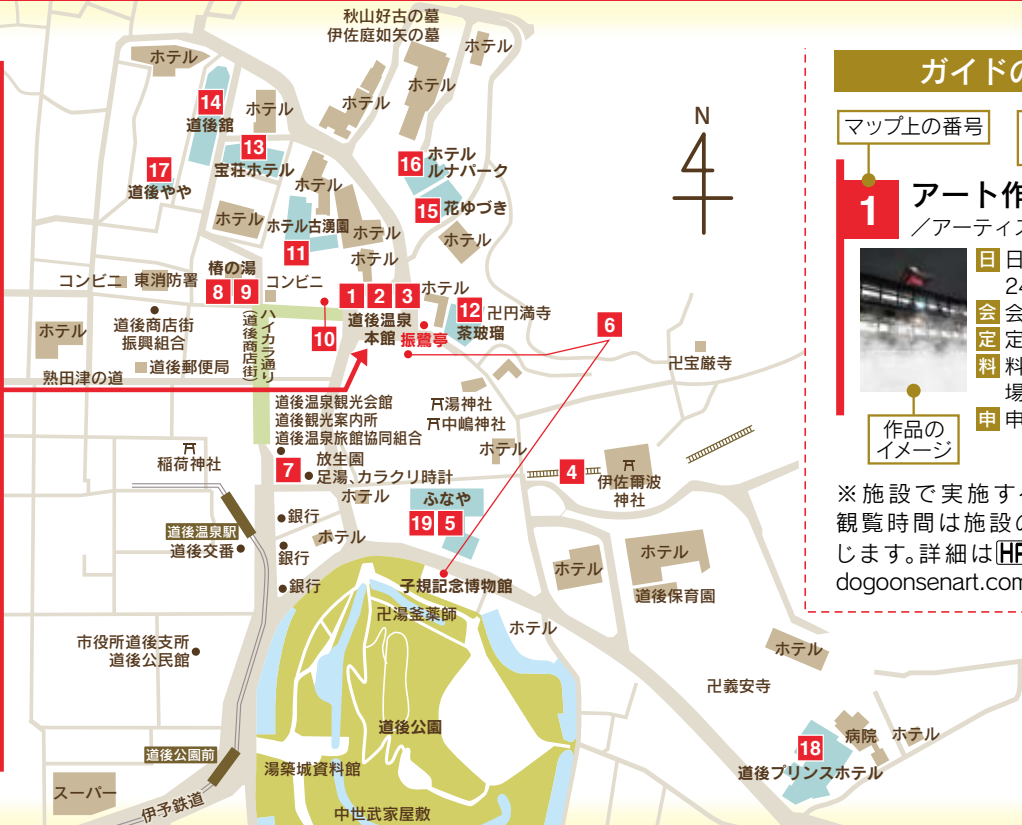 秋山好古の墓
伊佐庭如矢の墓
ホテル
ホテル
ホテル
ホテル
14
道後舘
ホテル
13
宝荘ホテル
17
道後やや
ホテル
16
ホテル
ルナパーク
15
花ゆづき
ホテル
ホテル古湧園
11
ホテル
ホテル
ホテル
コンビニ
東消防署
椿の湯
8
9
コンビニ
1
2
3
道後温泉
本館
ホテル
12
卍円満寺
茶玻瑠
振鷺亭
10
6
ホテル
道後商店街
振興組合
道後郵便局
ハイカラ通り
(道後商店街)
熟田津の道
卍宝厳寺
道後温泉観光会館
道後観光案内所
道後温泉旅館協同組合
湯神社
中嶋神社
ホテル
7
放生園
足湯、カラクリ時計
ホテル
稲荷神社
4
伊佐爾波
神社
ふなや
19
5
銀行
銀行
銀行
ホテル
道後温泉駅
道後交番
子規記念博物館
ホテル
ホテル
道後保育園
卍湯釜薬師
ホテル
市役所道後支所
道後公民館
ホテル
卍義安寺
道後公園
道後公園前
湯築城資料館
中世武家屋敷
スーパー
伊予鉄道
18
道後プリンスホテル
病院
ホテル
N
ガイドの
マップ上の番号
1
アート作
／アーティス
日 日
24
会 会
定 定
料 料
場
申 申
作品の
イメージ
※施設で実施す
観覧時間は施設の
じます。詳細はHP
dogoonsenart.com